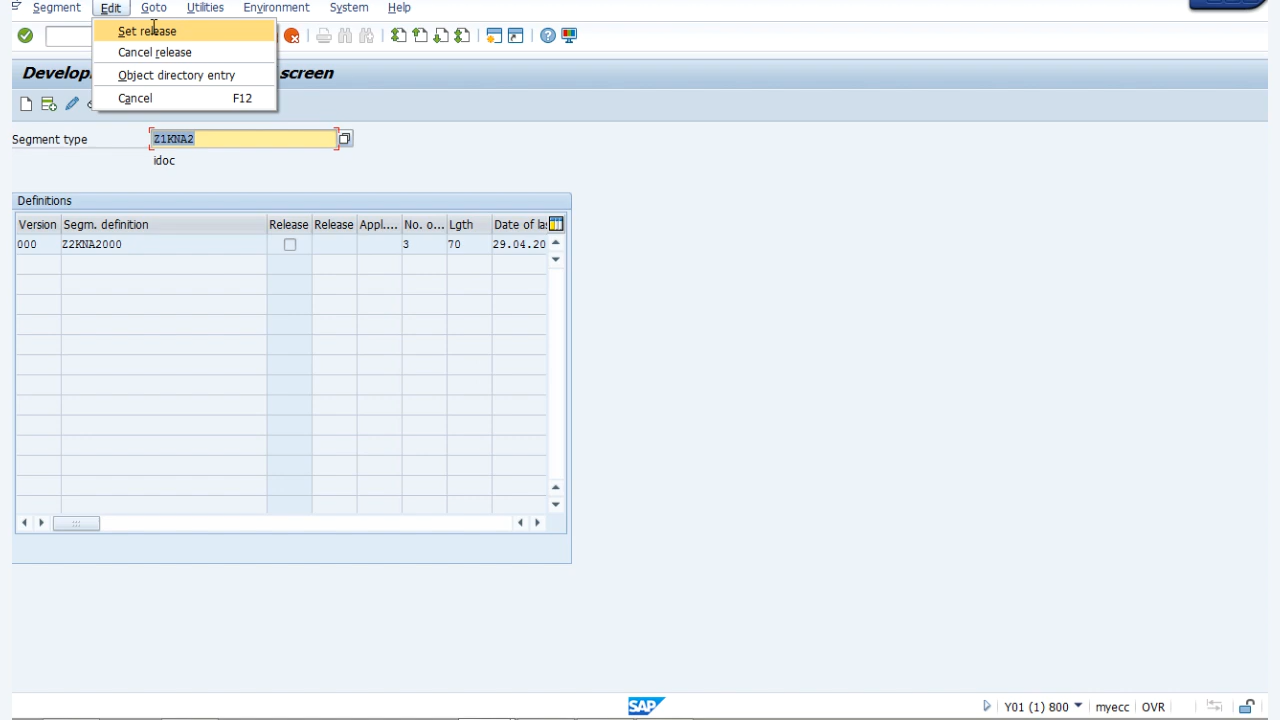 Segment Edit Goto Utilities Environment System Help
Set release
Cancel release
Object directory entry
Cancel F12
Develop screen
Segment type Z1KNA2
idoc
Definitions
Version Segm. definition Release Release Appl.... No. o... Lgth Date of la
000 Z2KNA2000 3 70 29.04.20
SAP Y01 (1) 800 myecc OVR